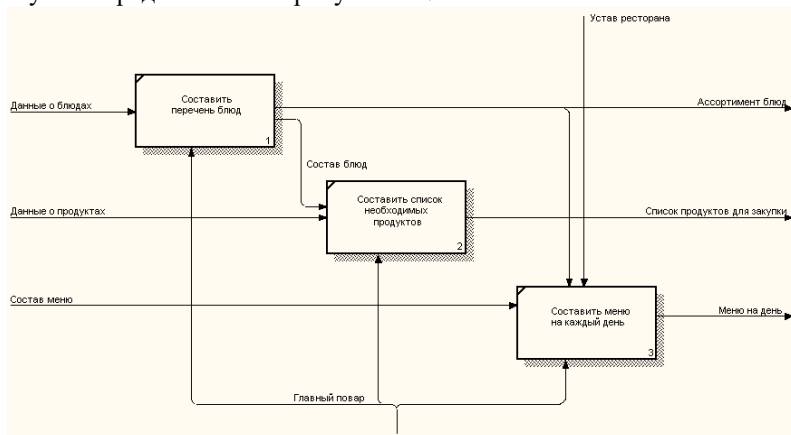 Устав ресторана
Данные о блюдах
Составить
перечень блюд
1
Ассортимент блюд
Состав блюд
Данные о продуктах
Составить список
необходимых
продуктов
2
Список продуктов для закупки
Состав меню
Составить меню
на каждый день
3
Меню на день
Главный повар